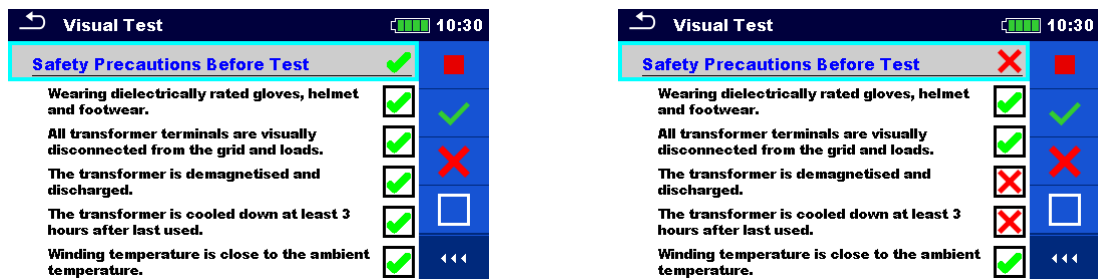 Visual Test
10:30
Safety Precautions Before Test
Wearing dielectrically rated gloves, helmet
and footwear.
All transformer terminals are visually
disconnected from the grid and loads.
The transformer is demagnetised and
discharged.
The transformer is cooled down at least 3
hours after last used.
Winding temperature is close to the ambient
temperature.
Visual Test
10:30
Safety Precautions Before Test
Wearing dielectrically rated gloves, helmet
and footwear.
All transformer terminals are visually
disconnected from the grid and loads.
The transformer is demagnetised and
discharged.
The transformer is cooled down at least 3
hours after last used.
Winding temperature is close to the ambient
temperature.